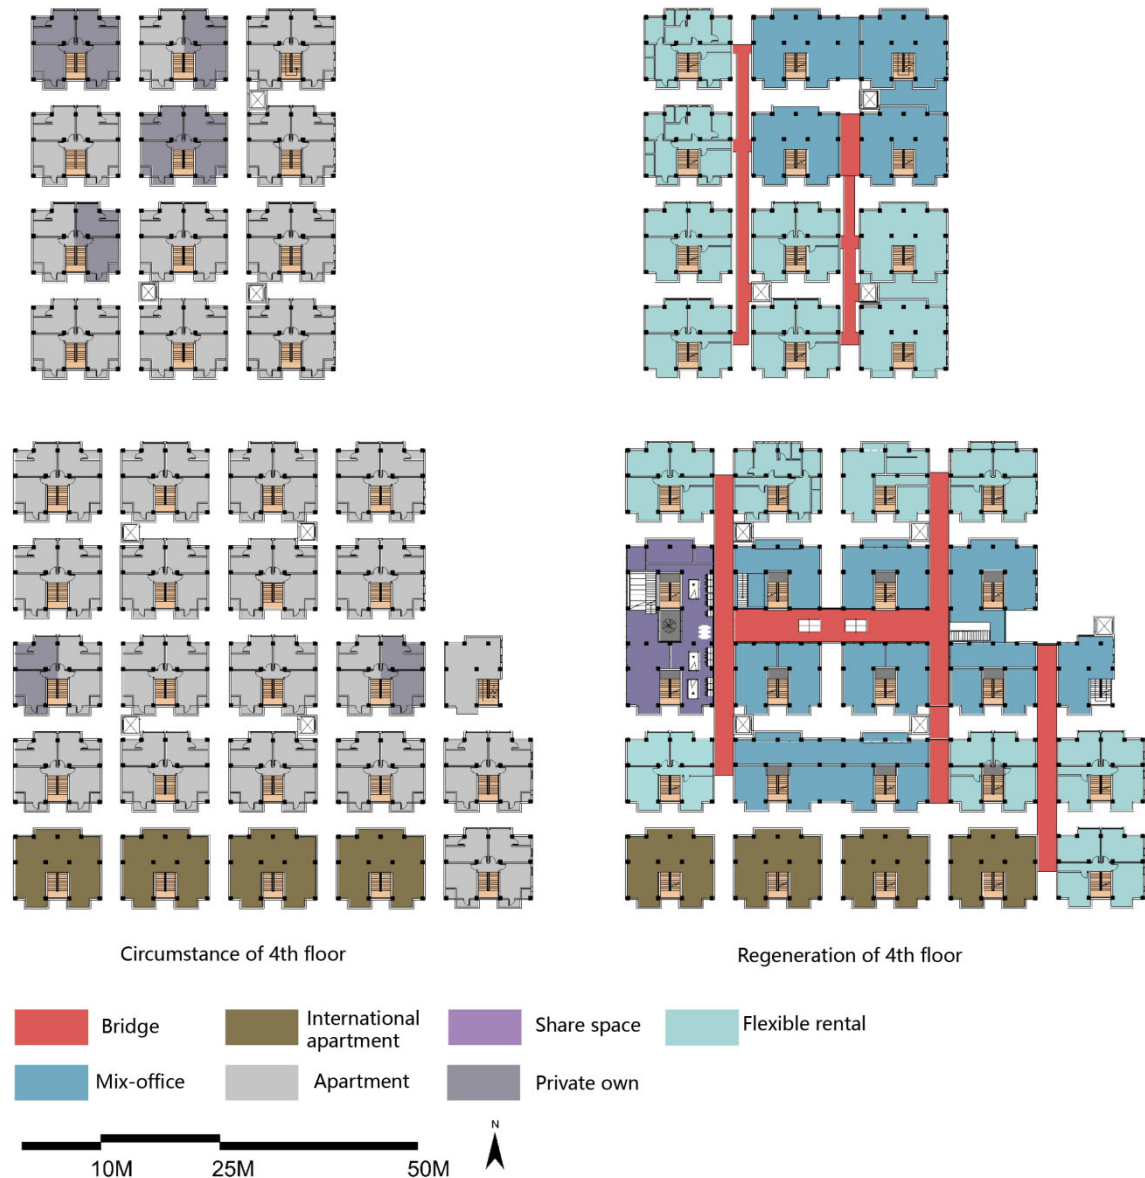 Circumstance of 4th floor
Regeneration of 4th floor
Bridge
International
apartment
Share space
Flexible rental
Mix-office
Apartment
Private own
N
10M
25M
50M